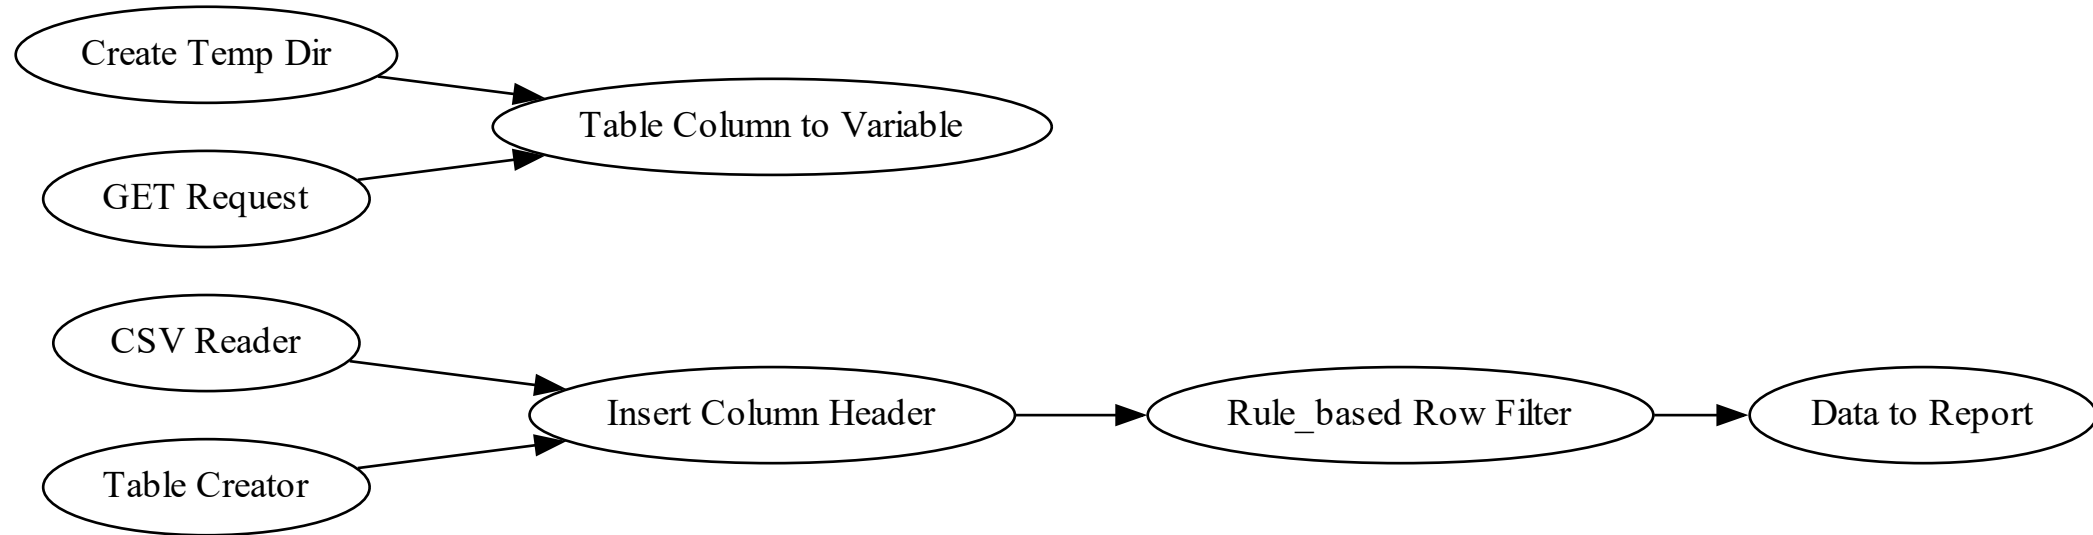 Create Temp Dir
Table Column to Variable
GET Request
CSV Reader
Insert Column Header
Rule_based Row Filter
Data to Report
Table Creator